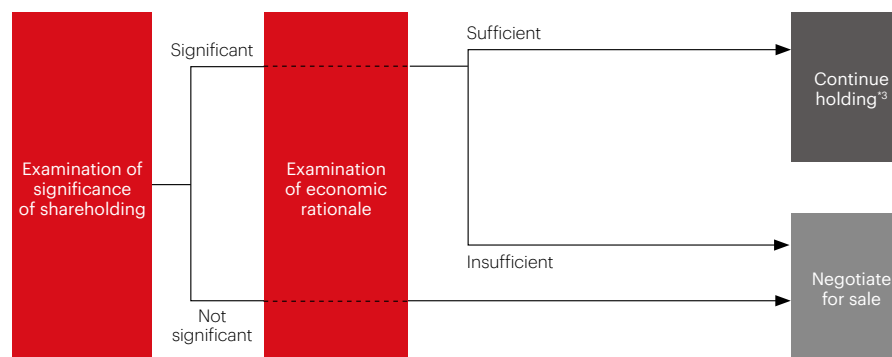 Significant
Sufficient
Continue
holding*3
Examination of
significance
of shareholding
Examination
of economic
rationale
Insufficient
Not
significant
Negotiate
for sale